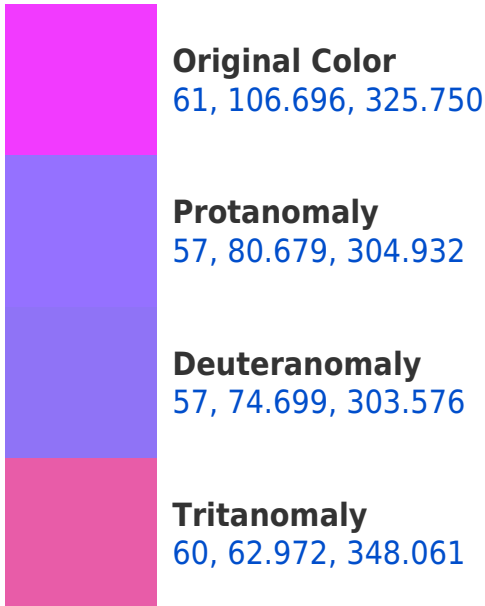 Original Color
61, 106.696, 325.750
Protanomaly
57, 80.679, 304.932
Deuteranomaly
57, 74.699, 303.576
Tritanomaly
60, 62.972, 348.061